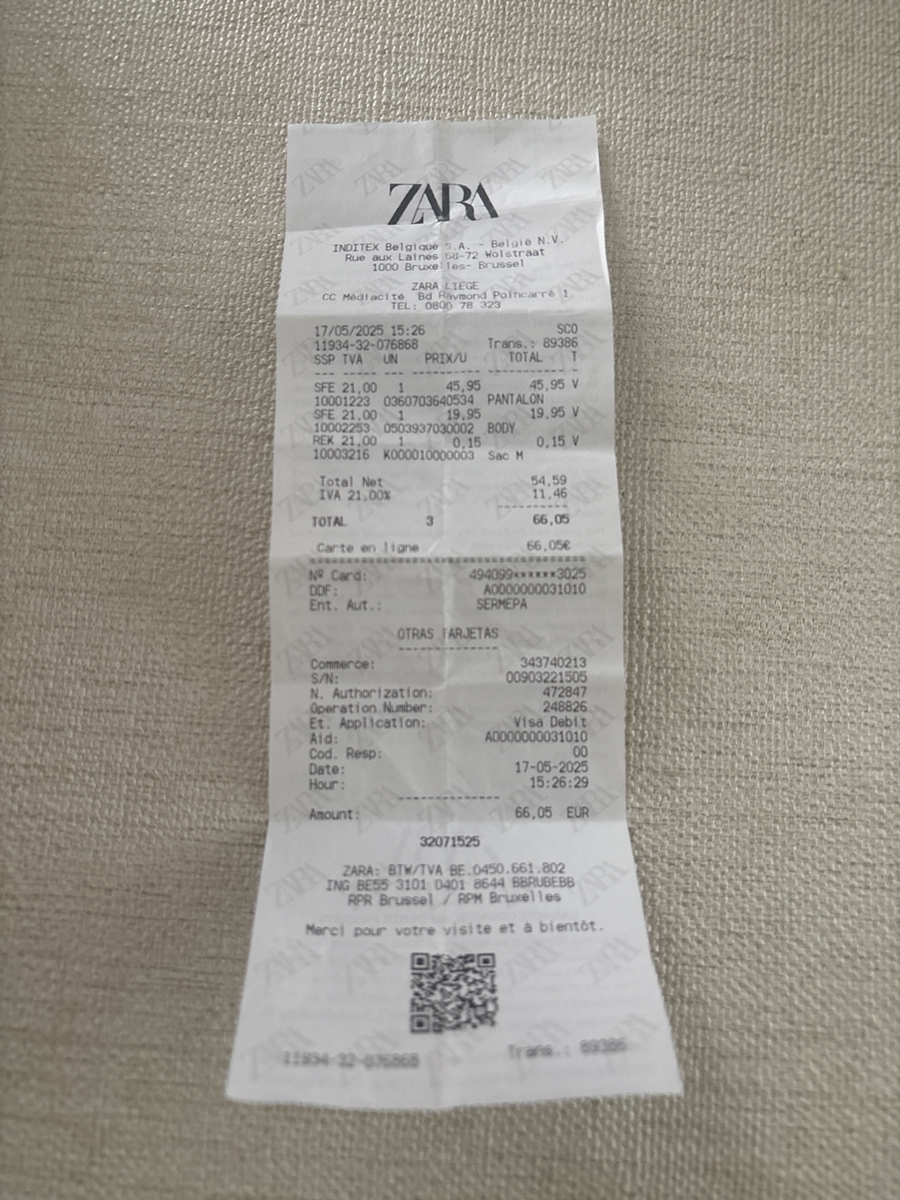 ZARA
INDITEX Belgique S.A. - België N.V.
Rue aux Laines 68-72 Wolstraat
1000 Bruxelles- Brussel
ZARA LIEGE
CC Médiacité Bd Raymond Poincarré 1
TEL: 0800 78 323
17/05/2025 15:26 SCO
11934-32-076868 Trans.: 89386
SSP TVA UN PRIX/U TOTAL T
--- ----- --- --------- ----------- -
SFE 21,00 1 45,95 45,95 V
10001223 0360703640534 PANTALON
SFE 21,00 1 19,95 19,95 V
10002253 0503937030002 BODY
REK 21,00 1 0,15 0,15 V
10003216 K000010000003 Sac M
Total Net 54,59
IVA 21,00% 11,46
----------
TOTAL 3 66,05
Carte en ligne 66,05€
Nº Card: 494099******3025
DDF: A0000000031010
Ent. Aut.: SERMEPA
OTRAS TARJETAS
--------------
Commerce: 343740213
S/N: 00903221505
N. Authorization: 472847
Operation Number: 248826
Et. Application: Visa Debit
Aid: A0000000031010
Cod. Resp: 00
Date: 17-05-2025
Hour: 15:26:29
--------------
Amount: 66,05 EUR
32071525
ZARA: BTW/TVA BE.0450.661.802
ING BE55 3101 0401 8644 BBRUBEBB
RPR Brussel / RPM Bruxelles
Merci pour votre visite et à bientôt.
11934-32-076868 Trans.: 89386